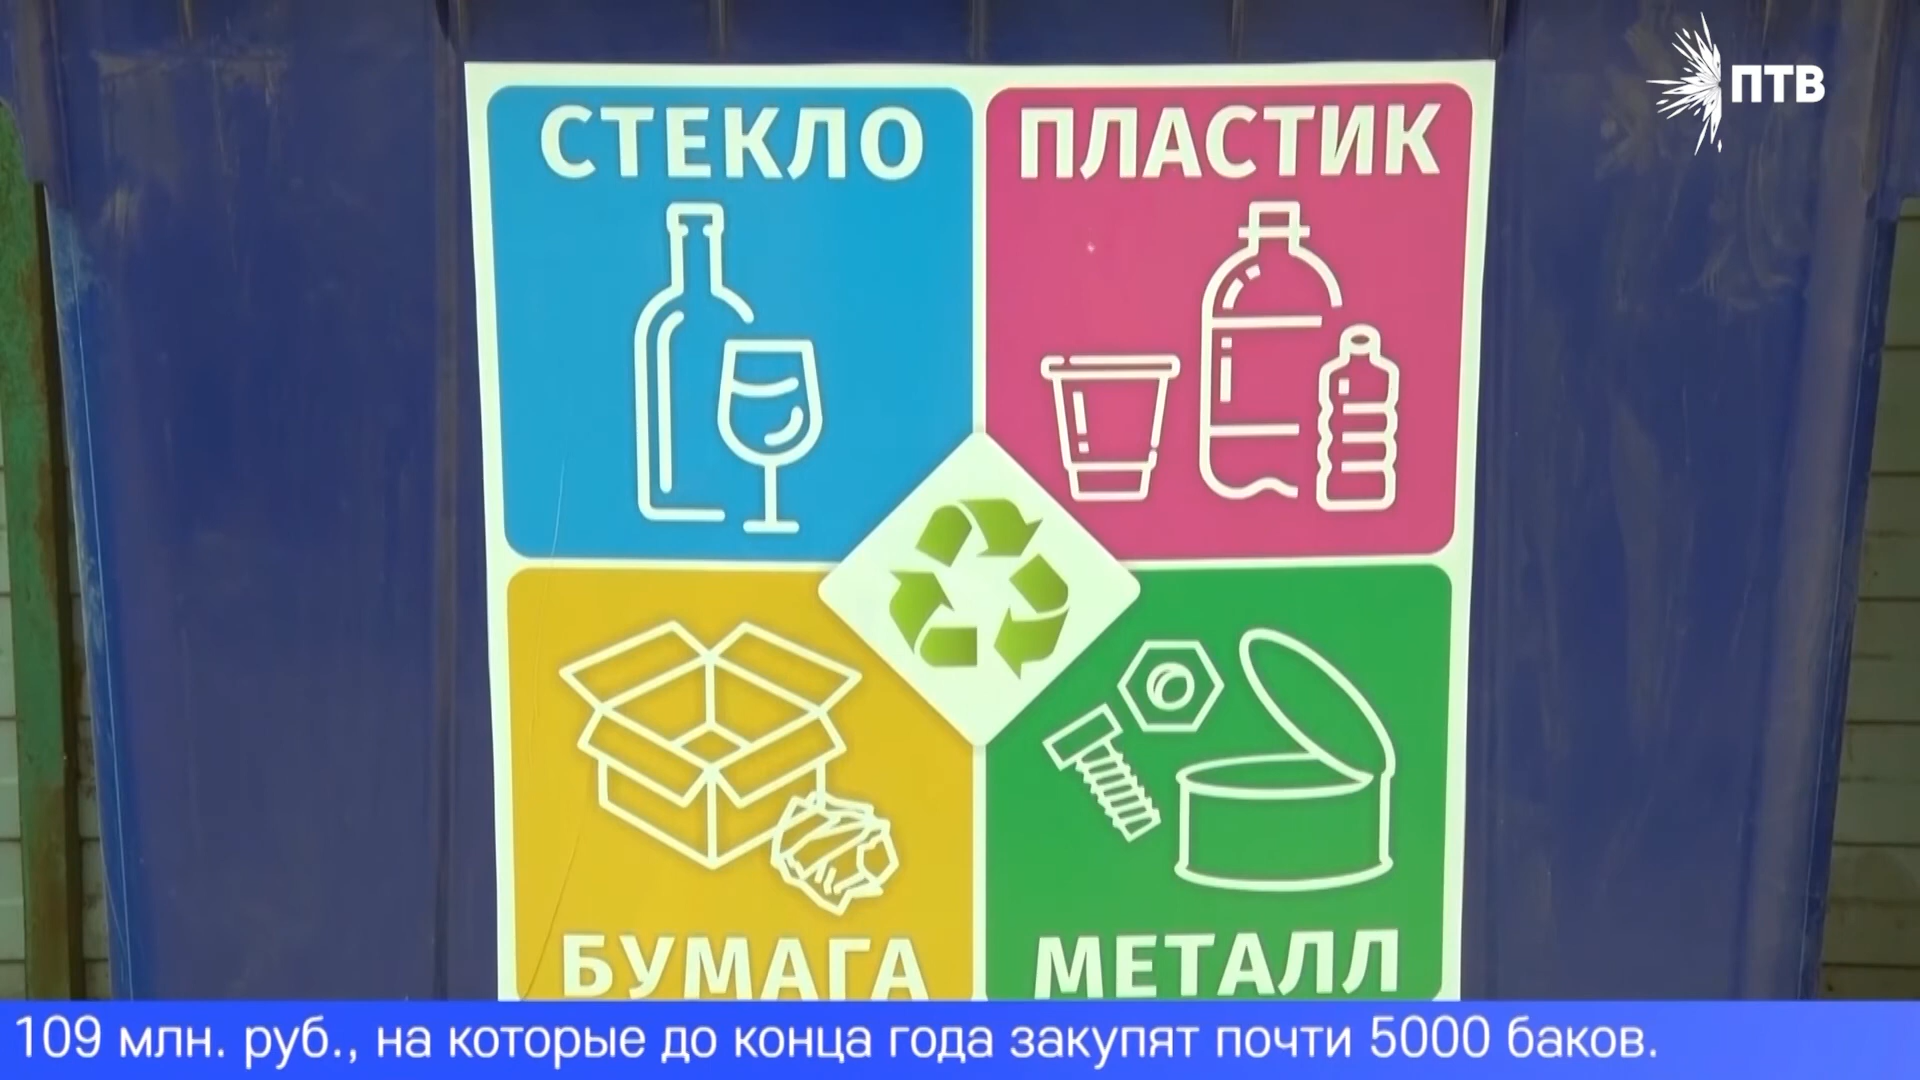 ПТВ
СТЕКЛО
ПЛАСТИК
БУМАГА
МЕТАЛЛ
109 млн. руб., на которые до конца года закупят почти 5000 баков.